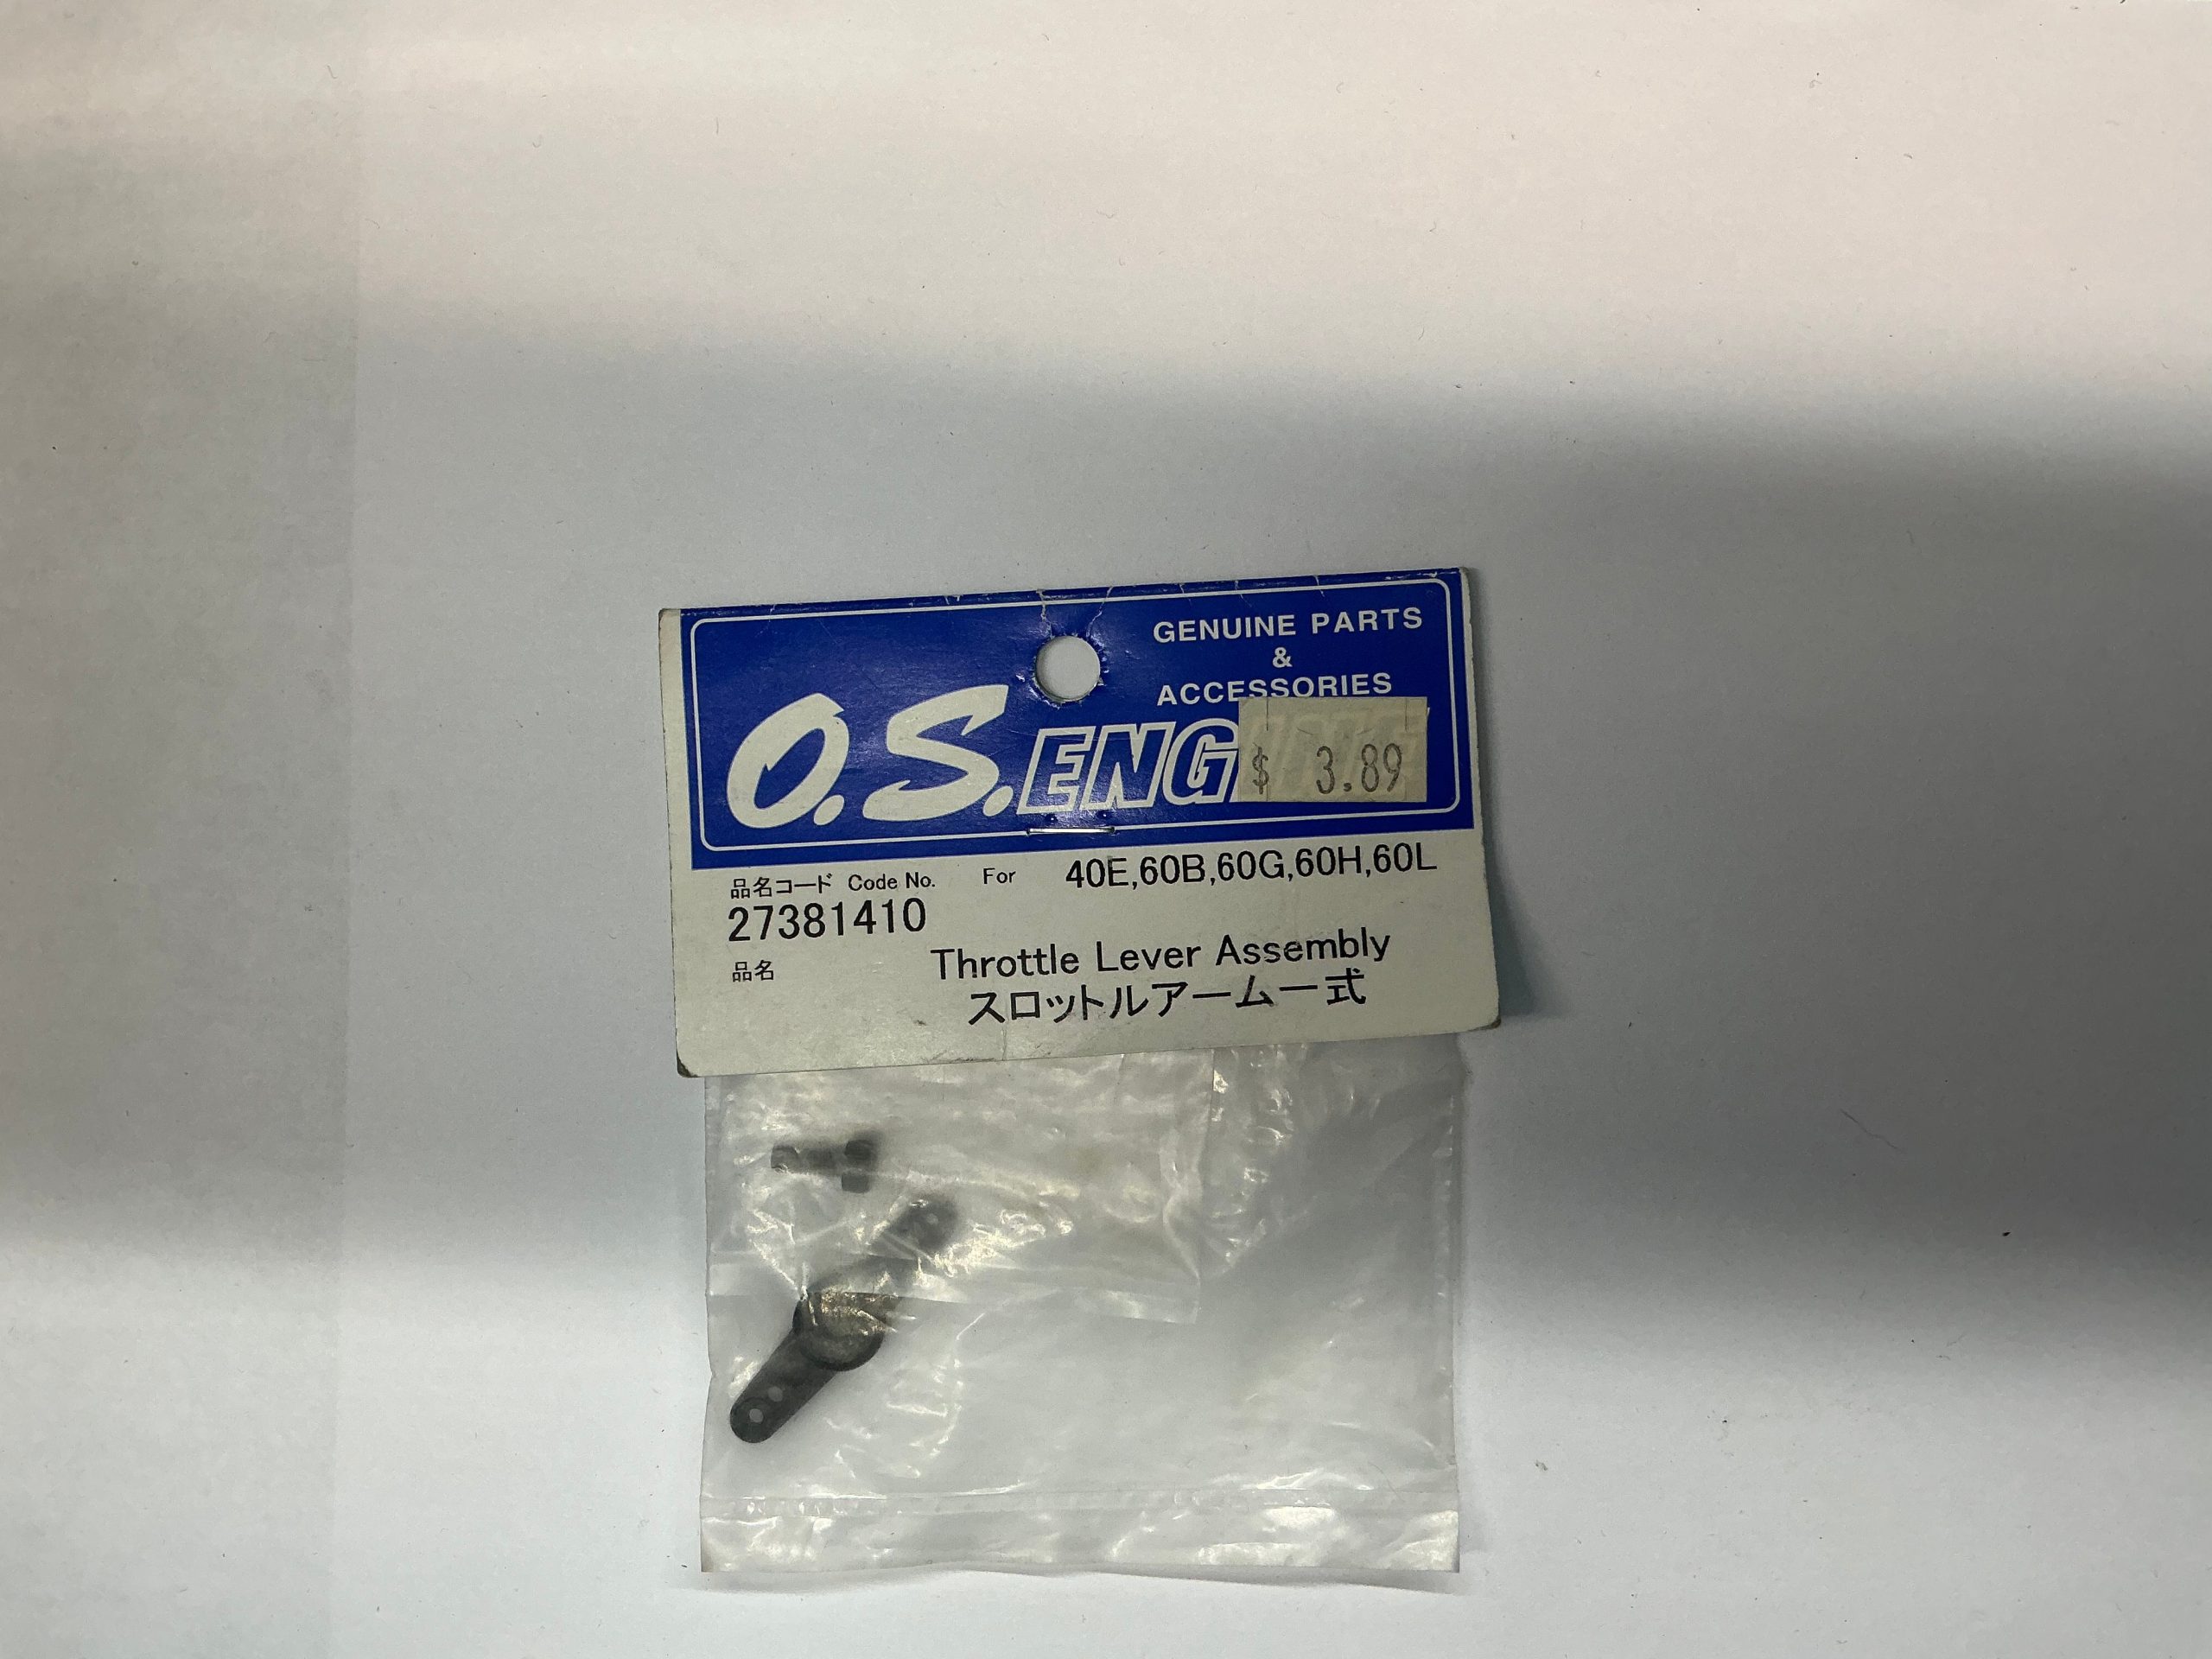 GENUINE PARTS
&
ACCESSORIES
O.S.ENG
$ 3.89
品名コード Code No. For 40E,60B,60G,60H,60L
27381410
品名 Throttle Lever Assembly
スロットルアーム一式